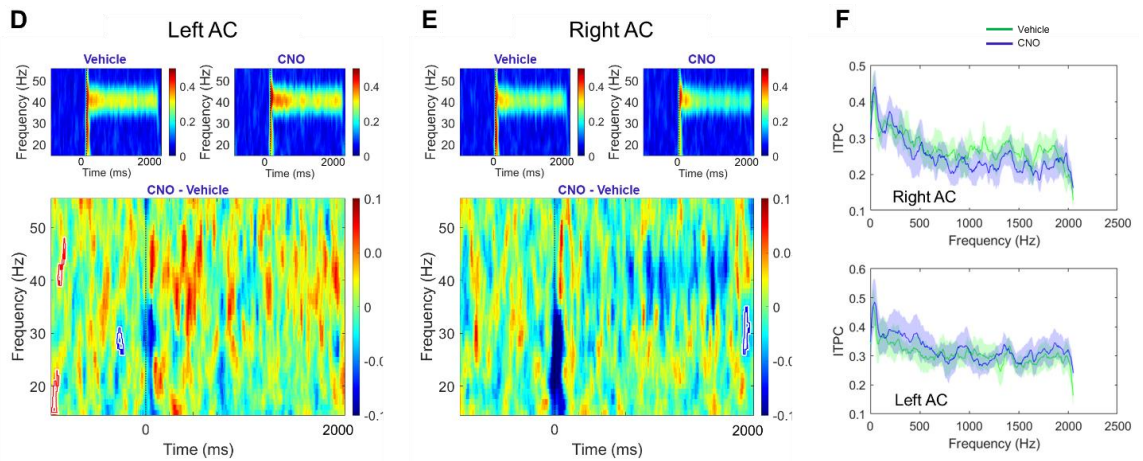 D
Left AC
Vehicle
CNO
Frequency (Hz)
50
40
30
20
0.4
0.2
0
0
2000
Time (ms)
Frequency (Hz)
50
40
30
20
0.4
0.2
0
0
2000
Time (ms)
CNO - Vehicle
Frequency (Hz)
50
40
30
20
0.1
0.0
0
-0.0
-0.1
0
2000
Time (ms)
E
Right AC
Vehicle
CNO
Frequency (Hz)
50
40
30
20
0.4
0.2
0
0
2000
Time (ms)
Frequency (Hz)
50
40
30
20
0.4
0.2
0
0
2000
Time (ms)
CNO - Vehicle
Frequency (Hz)
50
40
30
20
0.1
0.0
0
-0.0
-0.1
0
2000
Time (ms)
F
Vehicle
CNO
ITPC
0.5
0.4
0.3
0.2
0.1
Right AC
0
500
1000
1500
2000
2500
Frequency (Hz)
ITPC
0.6
0.5
0.4
0.3
0.2
0.1
Left AC
0
500
1000
1500
2000
2500
Frequency (Hz)